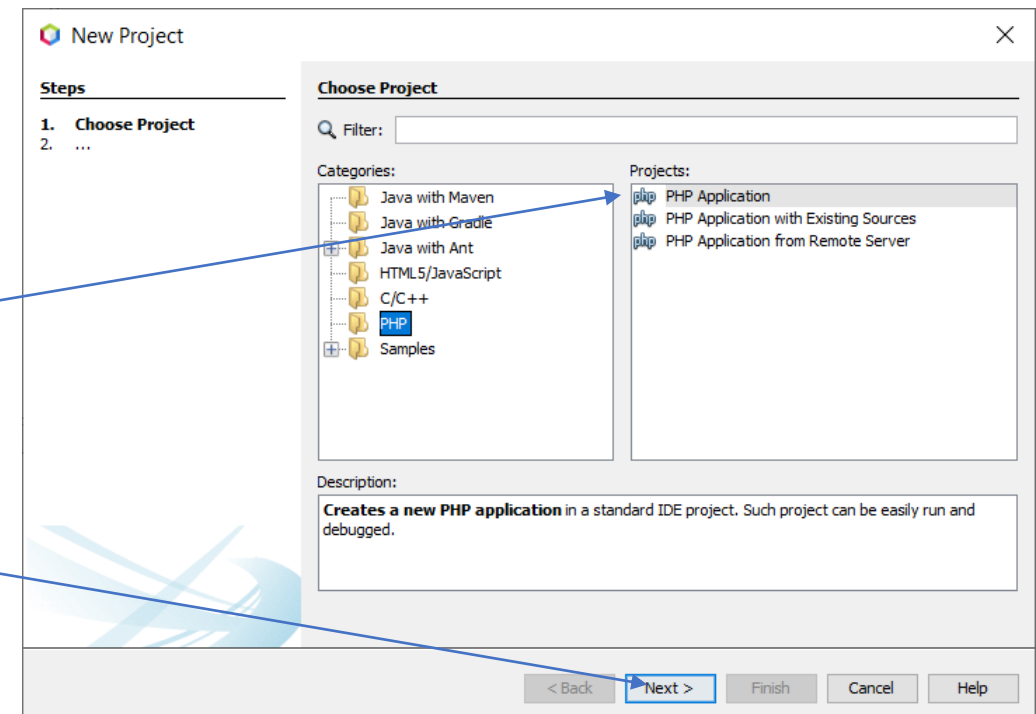 New Project
Steps
1. Choose Project
2. ...
Choose Project
Filter:
Categories:
Java with Maven
Java with Gradle
Java with Ant
HTML5/JavaScript
C/C++
PHP
Samples
Projects:
php PHP Application
php PHP Application with Existing Sources
php PHP Application from Remote Server
Description:
Creates a new PHP application in a standard IDE project. Such project can be easily run and
debugged.
< Back Next > Finish Cancel Help